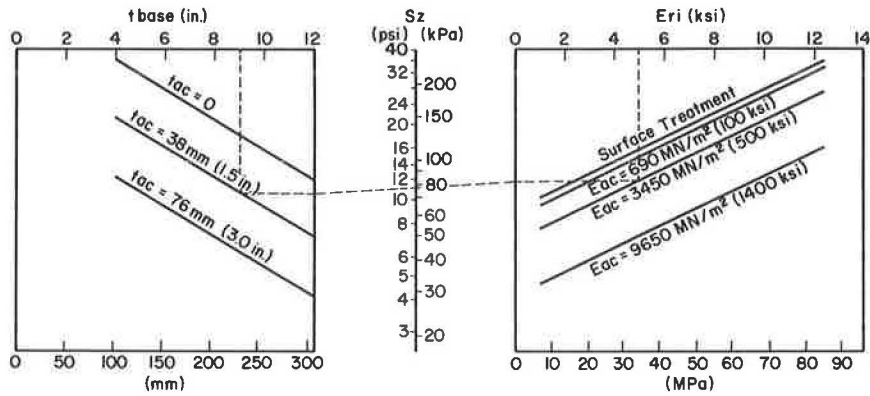 t base (in.)
0 2 4 6 8 10 12
tac = 0
tac = 38 mm (1.5 in.)
tac = 76 mm (3.0 in.)
0 50 100 150 200 250 300
(mm)
Sz
(psi) (kPa)
40
32
24
20
16
14
12
10
8
6
5
4
3
200
150
100
80
60
50
40
30
20
Eri (ksi)
0 2 4 6 8 10 12 14
Surface Treatment
Eac = 690 MN/m² (100 ksi)
Eac = 3450 MN/m² (500 ksi)
Eac = 9650 MN/m² (1400 ksi)
0 10 20 30 40 50 60 70 80 90
(MPa)